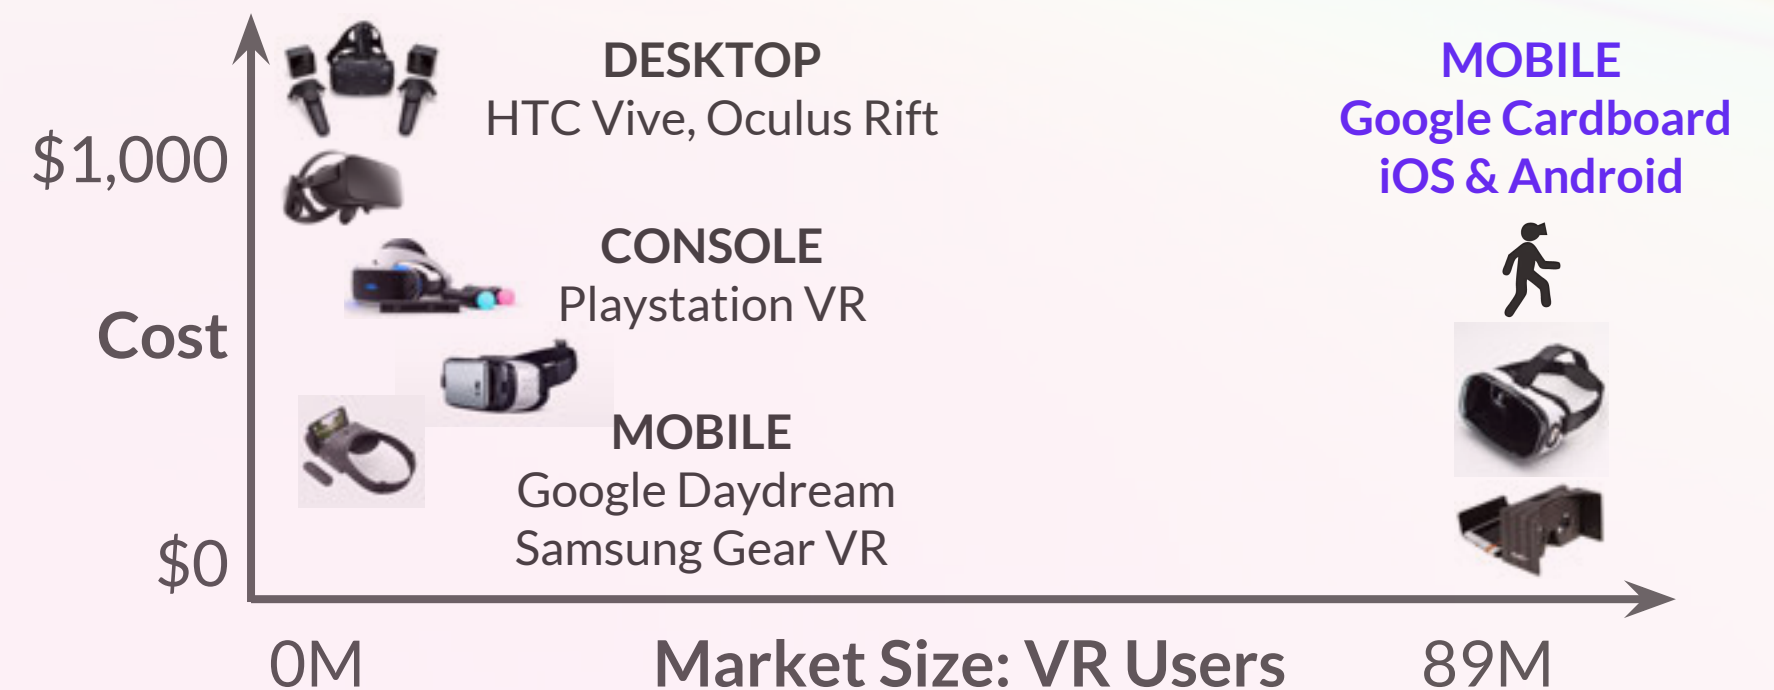 DESKTOP
HTC Vive, Oculus Rift
MOBILE
Google Cardboard
iOS & Android
$1,000
CONSOLE
Playstation VR
Cost
MOBILE
Google Daydream
Samsung Gear VR
$0
0M
Market Size: VR Users
89M